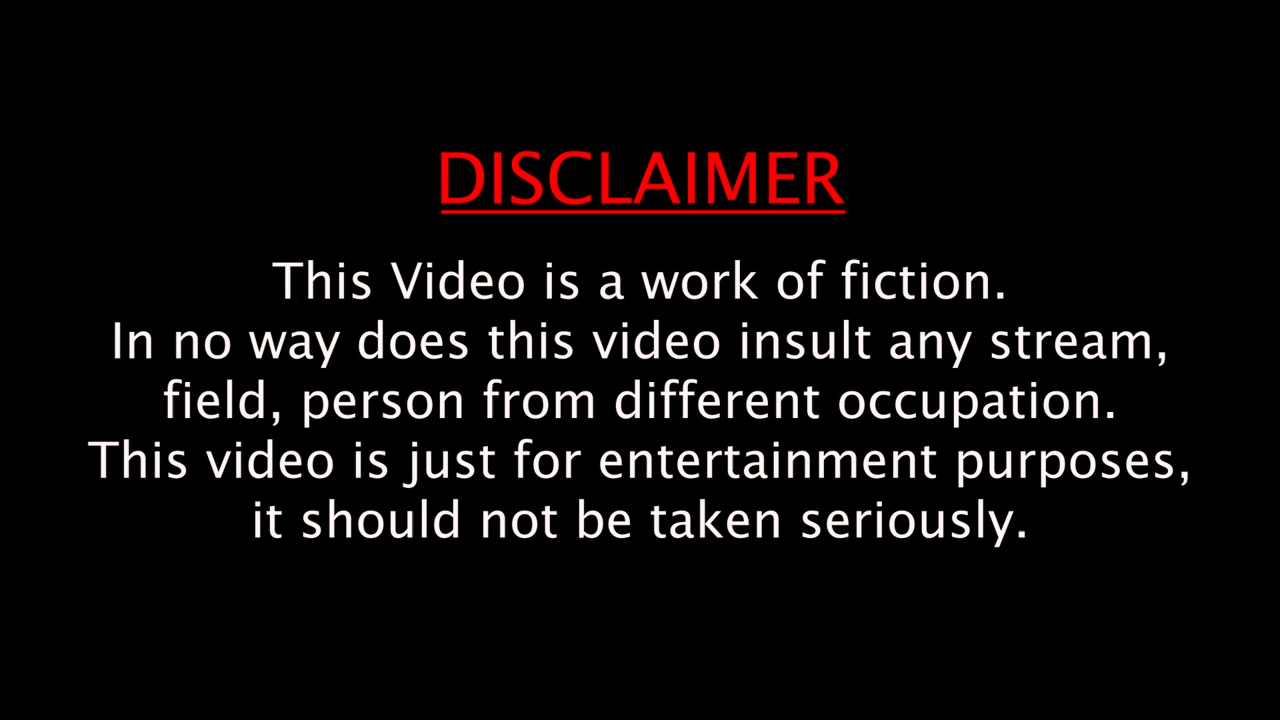 DISCLAIMER
This Video is a work of fiction.
In no way does this video insult any stream,
field, person from different occupation.
This video is just for entertainment purposes,
it should not be taken seriously.